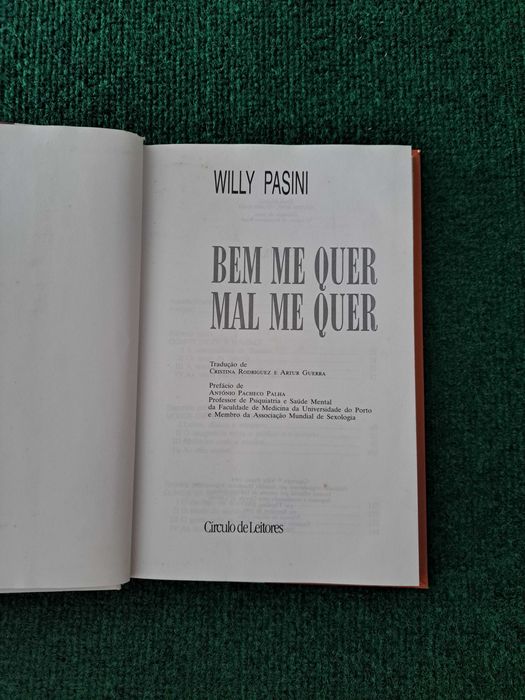 WILLY PASINI
BEM ME QUER
MAL ME QUER
Tradução de
CRISTINA RODRIGUEZ E ARTUR GUERRA
Prefácio de
ANTÓNIO PACHECO PALHA
Professor de Psiquiatria e Saúde Mental
da Faculdade de Medicina da Universidade do Porto
e Membro da Associação Mundial de Sexologia
Círculo de Leitores